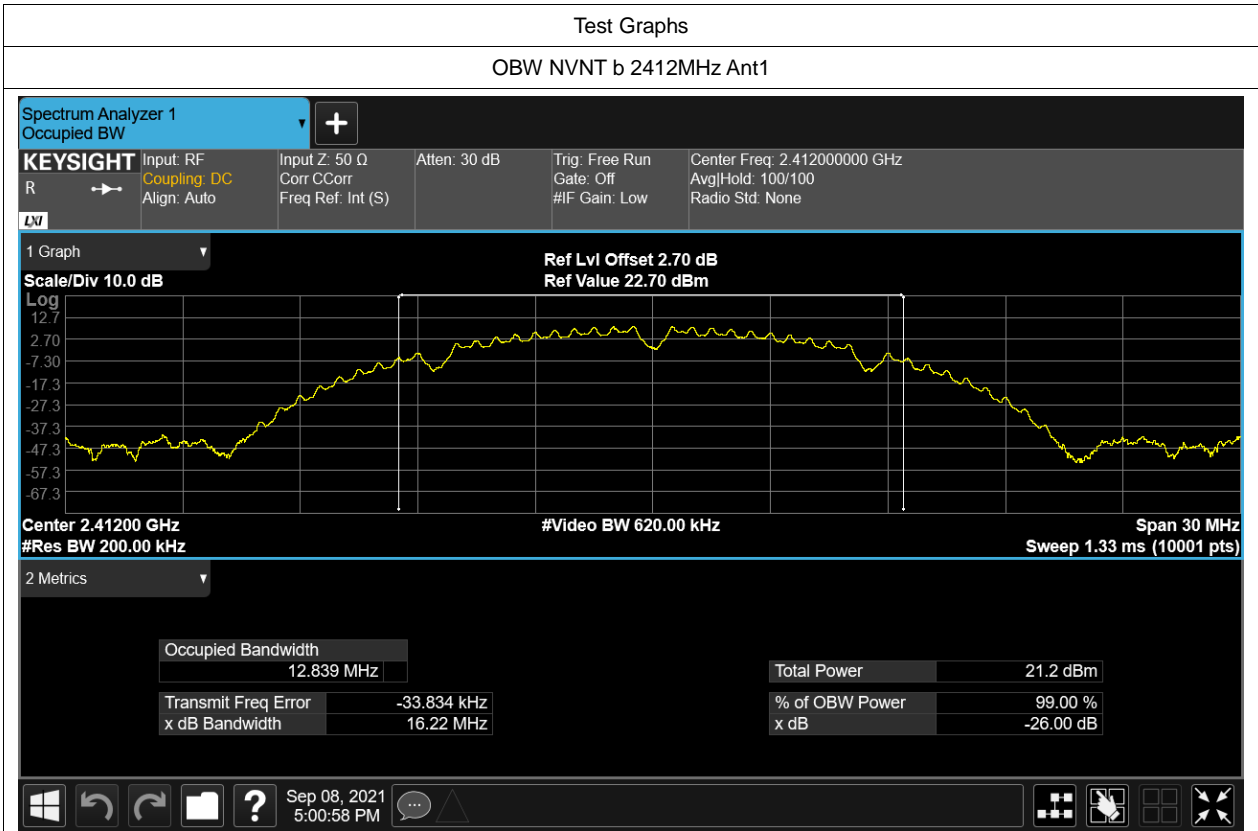 Test Graphs
OBW NVNT b 2412MHz Ant1
Spectrum Analyzer 1
Occupied BW
KEYSIGHT
R
LXI
Input: RF
Coupling: DC
Align: Auto
Input Z: 50 Ω
Corr CCorr
Freq Ref: Int (S)
Atten: 30 dB
Trig: Free Run
Gate: Off
#IF Gain: Low
Center Freq: 2.412000000 GHz
Avg|Hold: 100/100
Radio Std: None
1 Graph
Scale/Div 10.0 dB
Ref Lvl Offset 2.70 dB
Ref Value 22.70 dBm
Log
12.7
2.70
-7.30
-17.3
-27.3
-37.3
-47.3
-57.3
-67.3
Center 2.41200 GHz
#Res BW 200.00 kHz
#Video BW 620.00 kHz
Span 30 MHz
Sweep 1.33 ms (10001 pts)
2 Metrics
Occupied Bandwidth
12.839 MHz
Total Power 21.2 dBm
Transmit Freq Error -33.834 kHz
% of OBW Power 99.00 %
x dB Bandwidth 16.22 MHz
x dB -26.00 dB
?
Sep 08, 2021
5:00:58 PM